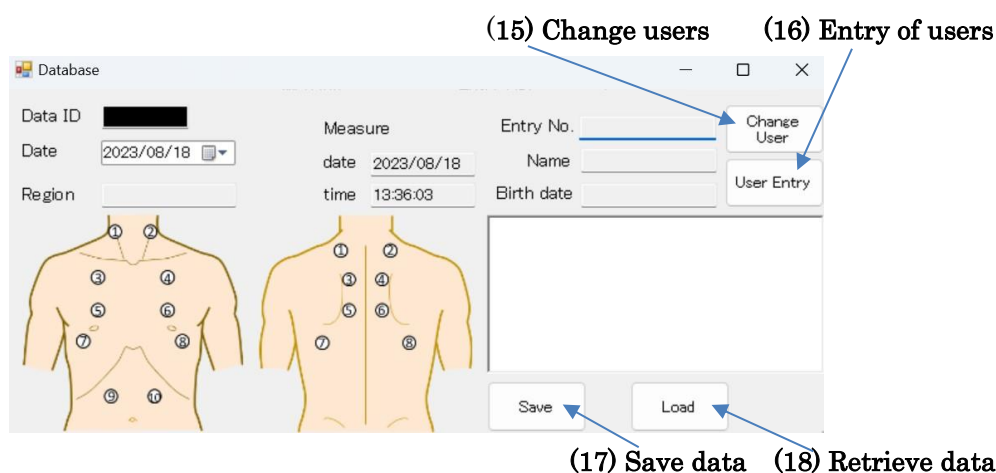 (15) Change users
(16) Entry of users
Database
Data ID
Date
2023/08/18
Region
Measure
date 2023/08/18
time 13:36:03
Entry No.
Name
Birth date
Change User
User Entry
① ②
③ ④
⑤ ⑥
⑦ ⑧
⑨ ⑩
① ②
③ ④
⑤ ⑥
⑦ ⑧
Save
Load
(17) Save data
(18) Retrieve data